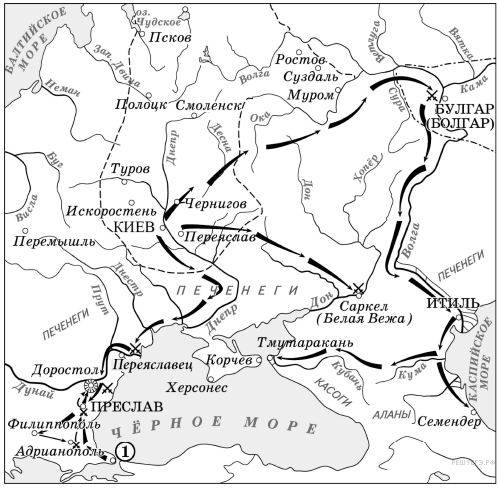 БАЛТИЙСКОЕ
МОРЕ
оз.
Чудское
Псков
Зап. Двина
Неман
Полоцк
Смоленск
Волга
Ростов
Суздаль
Муром
Ветлуга
Вятка
Кама
Сура
БУЛГАР
(БОЛГАР)
Ока
Днепр
Десна
Дон
Хопёр
Буг
Висла
Туров
Искоростень
КИЕВ
Чернигов
Переяслав
Перемышль
Днестр
Прут
ПЕЧЕНЕГИ
ПЕЧЕНЕГИ
ПЕЧЕНЕГИ
Волга
Дон
Саркел
(Белая Вежа)
ИТИЛЬ
Днепр
Тмутаракань
Корчев
Херсонес
Кубань
Кума
КАСОГИ
АЛАНЫ
КАСПИЙСКОЕ
МОРЕ
Семендер
Доростол
Переяславец
Дунай
ПРЕСЛАВ
Филиппополь
Адрианополь
1
ЧЁРНОЕ МОРЕ
РЕШУЕГЭ.РФ